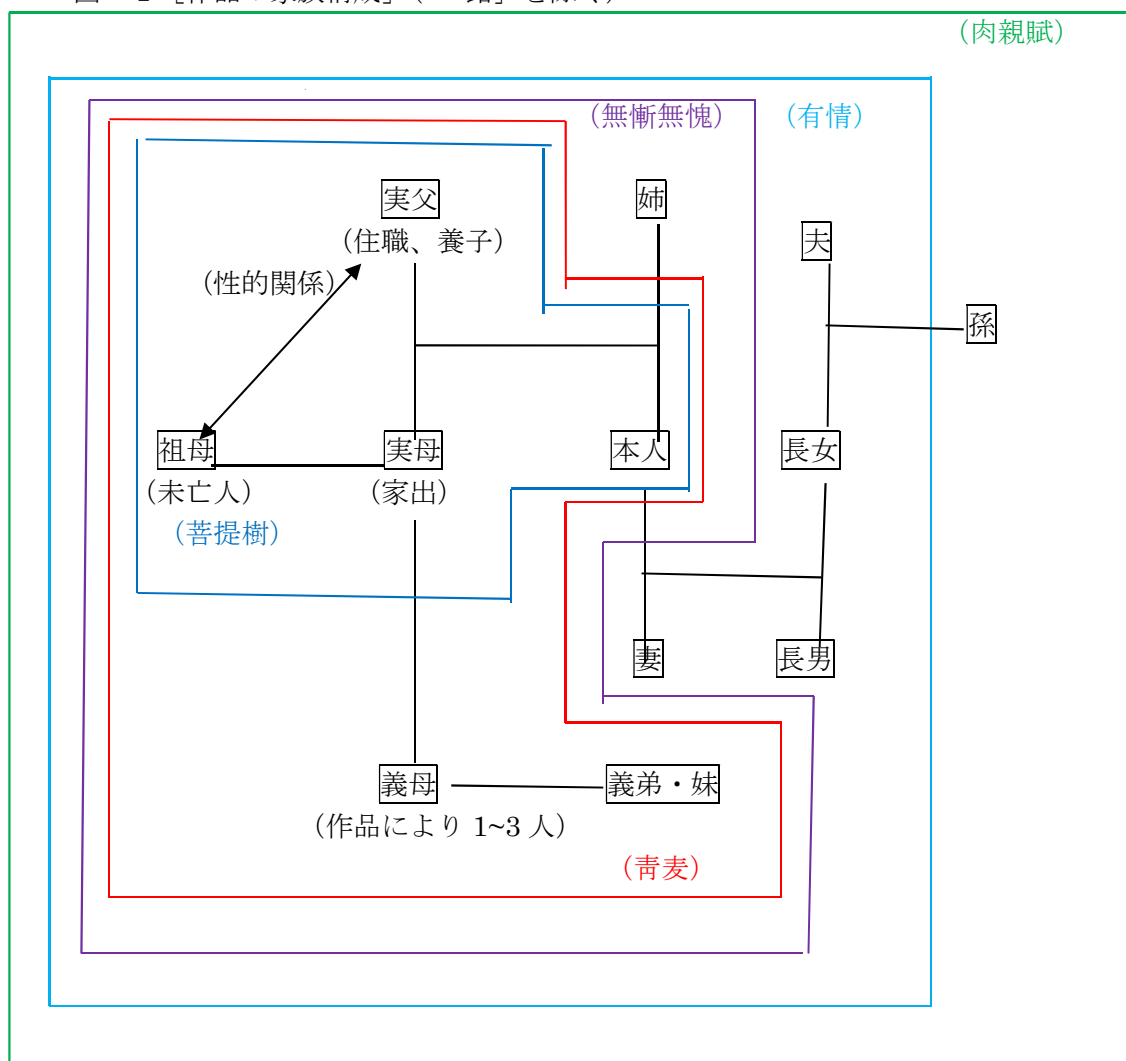 (肉親賦)
(無慚無愧) (有情)
実父 姉
(住職、養子) 夫
(性的関係)
孫
祖母 実母 本人 長女
(未亡人) (家出)
(菩提樹)
妻 長男
義母 義弟・妹
(作品により 1~3 人)
(靑麦)